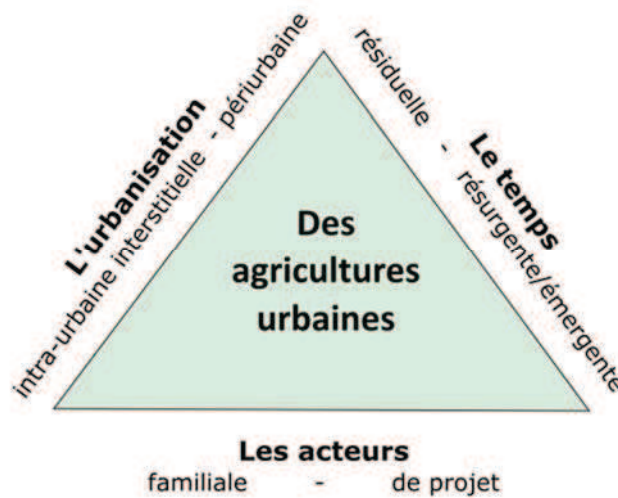 L'urbanisation
intra-urbaine interstitielle - périurbaine
Le temps
résiduelle - résurgente/émergente
Des
agricultures
urbaines
Les acteurs
familiale - de projet